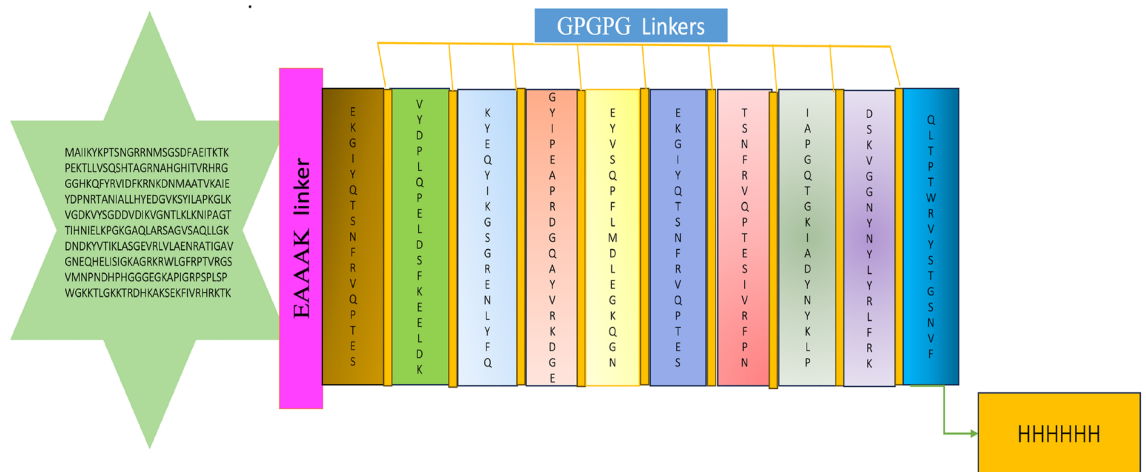 GPGPG Linkers
MAIIKYKPTSNGRRNMSGSDFAEITKTK
PEKTLLVSQSHTAGRNAHGHITVRHRG
GGHKQFYRVIDFKRNKDNMAATVKAIE
YDPNRTANIALLHYEDGVKSYILAPKGLK
VGDKVYSGDDVDIKVGNTLKLKNIPAGT
TIHNIELKPGKGAQLARSAGVSAQLLGK
DNDKYVTIKLASGEVRLVLAENRATIGAV
GNEQHELISIGKAGRKRWLGFRPTVRGS
VMNPNDHPHGGGEGKAPIGRPSPLSP
WGKKTLGKKTRDHKAKSEKFIVRHRKTK
EAAAK linker
EKGIYQTSNFRVQPTES
VYDPLQPELDSFKEELDK
KYEQYIKGSGRENLYFQ
GYIPEAPRDGQAYVRKDGE
EYVSQPFLMDLEGKQGN
EKGIYQTSNFRVQPTES
TSNFRVQPTESIVRFPN
IAPGQTGKIADYNYKLP
DSKVGGNYNYLYRLFRK
QLTPTWRVYSTGSNVF
HHHHHH